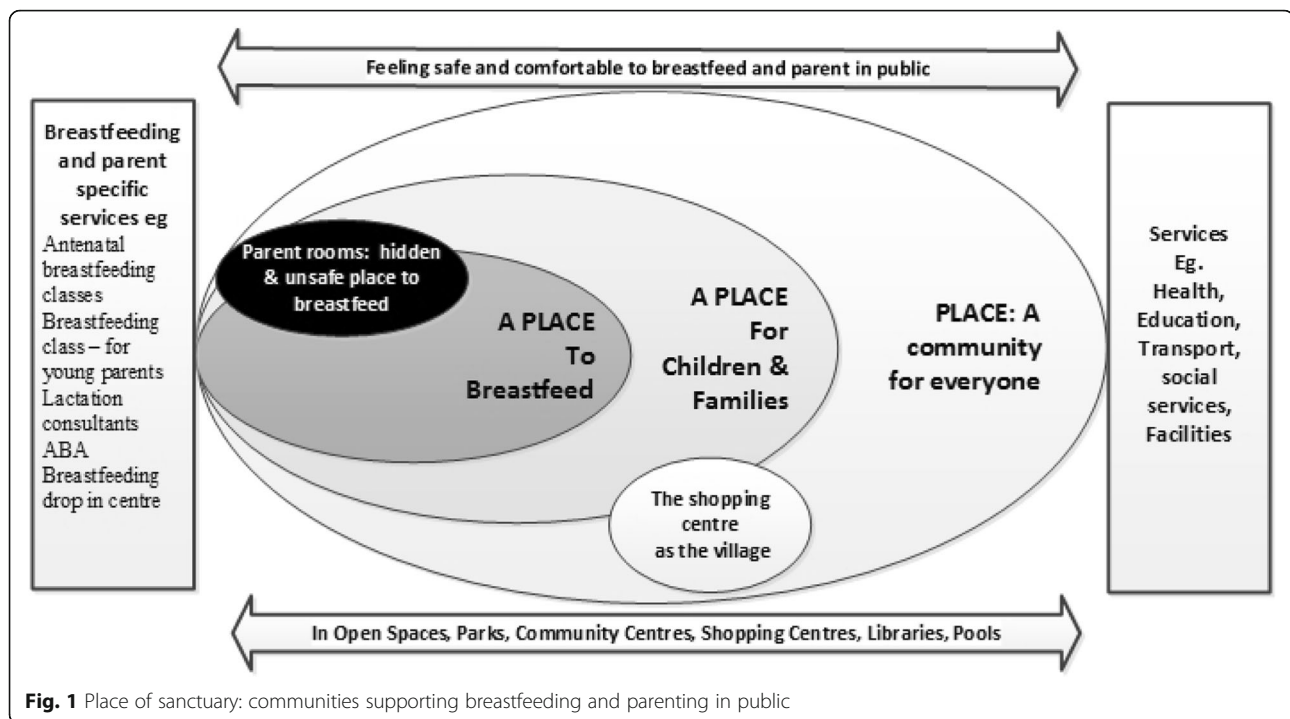 Feeling safe and comfortable to breastfeed and parent in public
Breastfeeding
and parent
specific
services eg
Antenatal
breastfeeding
classes
Breastfeeding
class – for
young parents
Lactation
consultants
ABA
Breastfeeding
drop in centre
Parent rooms: hidden
& unsafe place to
breastfeed
A PLACE
To
Breastfeed
A PLACE
For
Children &
Families
PLACE: A
community
for everyone
The shopping
centre
as the village
Services
Eg.
Health,
Education,
Transport,
social
services,
Facilities
In Open Spaces, Parks, Community Centres, Shopping Centres, Libraries, Pools
Fig. 1 Place of sanctuary: communities supporting breastfeeding and parenting in public